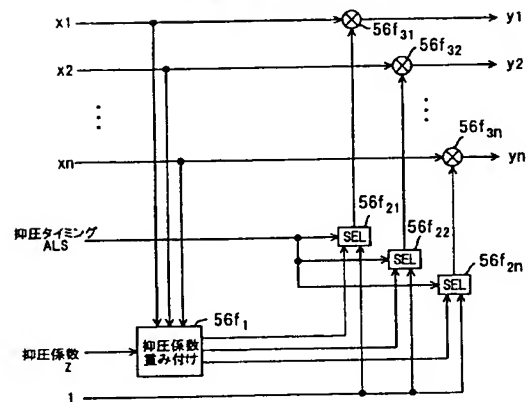 x1
56f31
y1
x2
56f32
y2
56f3n
xn
yn
抑圧タイミング
ALS
SEL
56f21
SEL
56f22
SEL
56f2n
56f1
抑圧係数
Z
抑圧係数
重み付け
1